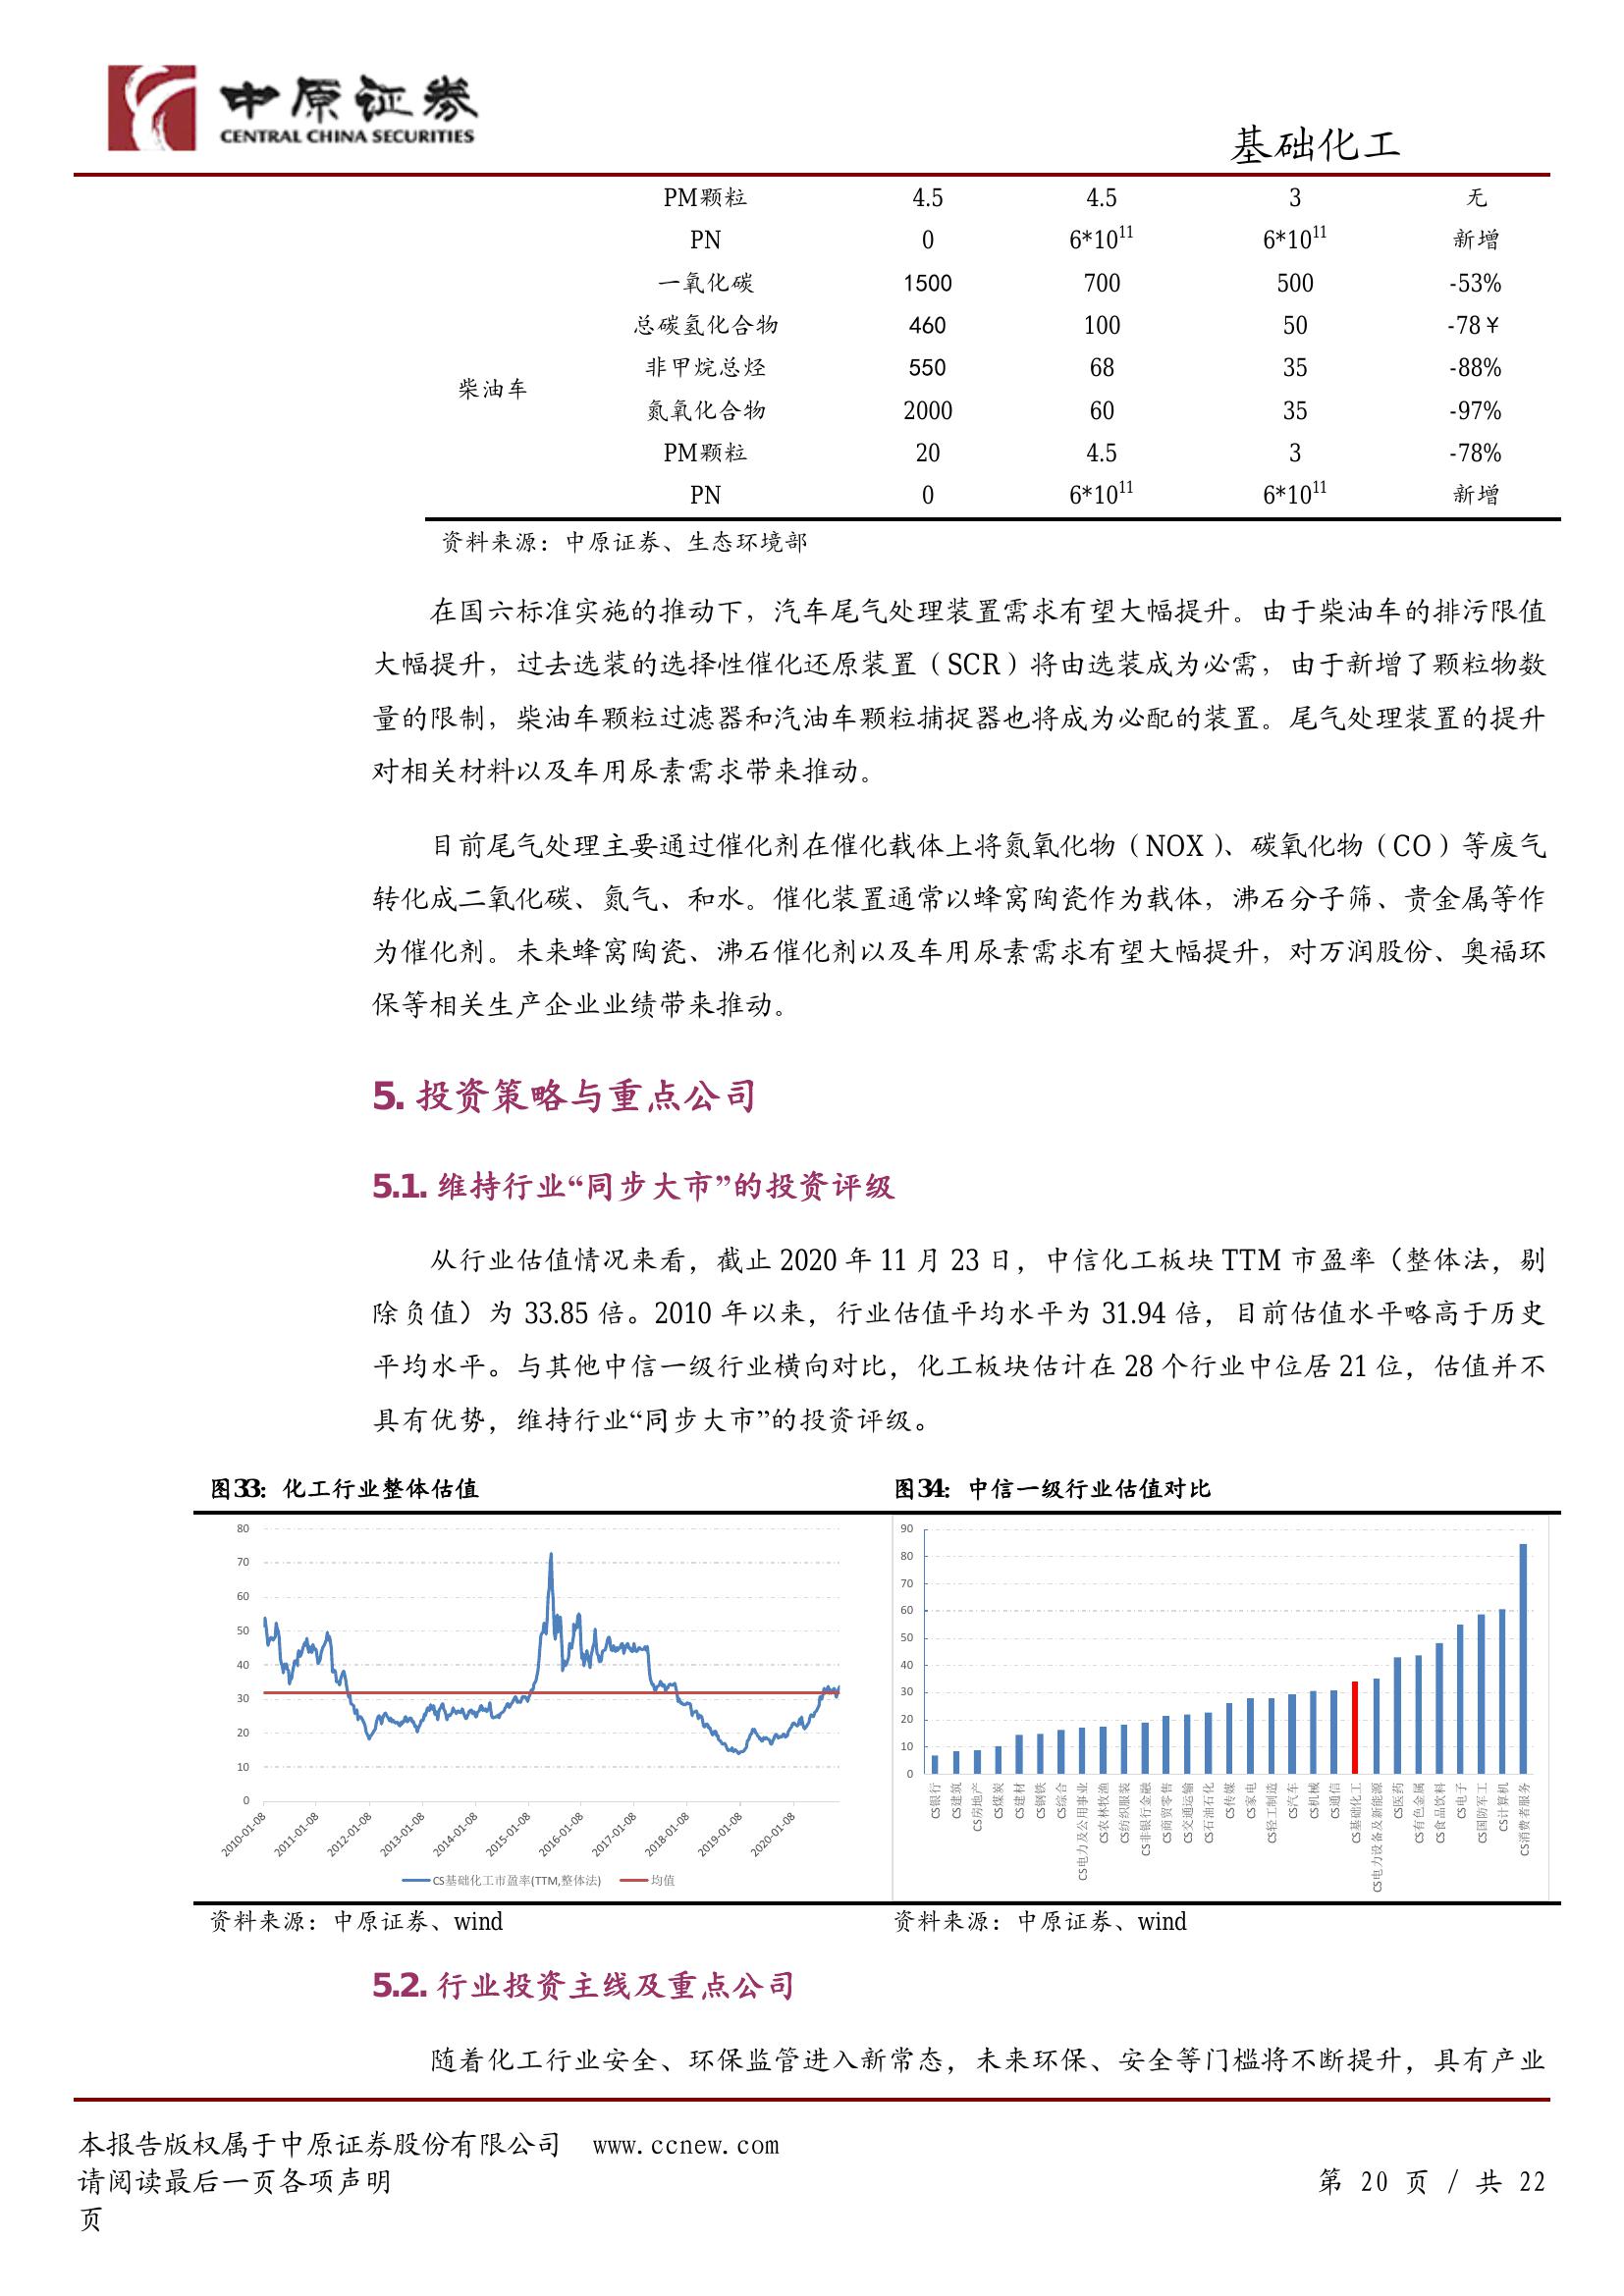 中原证券
CENTRAL CHINA SECURITIES
基础化工
PM颗粒 4.5 4.5 3 无
PN 0 6*10^11 6*10^11 新增
一氧化碳 1500 700 500 -53%
总碳氢化合物 460 100 50 -78¥
非甲烷总烃 550 68 35 -88%
柴油车
氮氧化合物 2000 60 35 -97%
PM颗粒 20 4.5 3 -78%
PN 0 6*10^11 6*10^11 新增
资料来源：中原证券、生态环境部
在国六标准实施的推动下，汽车尾气处理装置需求有望大幅提升。由于柴油车的排污限值
大幅提升，过去选装的选择性催化还原装置（SCR）将由选装成为必需，由于新增了颗粒物数
量的限制，柴油车颗粒过滤器和汽油车颗粒捕捉器也将成为必配的装置。尾气处理装置的提升
对相关材料以及车用尿素需求带来推动。
目前尾气处理主要通过催化剂在催化载体上将氮氧化物（NOX）、碳氧化物（CO）等废气
转化成二氧化碳、氮气、和水。催化装置通常以蜂窝陶瓷作为载体，沸石分子筛、贵金属等作
为催化剂。未来蜂窝陶瓷、沸石催化剂以及车用尿素需求有望大幅提升，对万润股份、奥福环
保等相关生产企业业绩带来推动。
5. 投资策略与重点公司
5.1. 维持行业“同步大市”的投资评级
从行业估值情况来看，截止 2020 年 11 月 23 日，中信化工板块 TTM 市盈率（整体法，剔
除负值）为 33.85 倍。2010 年以来，行业估值平均水平为 31.94 倍，目前估值水平略高于历史
平均水平。与其他中信一级行业横向对比，化工板块估计在 28 个行业中位居 21 位，估值并不
具有优势，维持行业“同步大市”的投资评级。
图33：化工行业整体估值
80
70
60
50
40
30
20
10
0
2010-01-08
2011-01-08
2012-01-08
2013-01-08
2014-01-08
2015-01-08
2016-01-08
2017-01-08
2018-01-08
2019-01-08
2020-01-08
CS基础化工市盈率(TTM,整体法) 均值
资料来源：中原证券、wind
图34：中信一级行业估值对比
90
80
70
60
50
40
30
20
10
0
CS银行
CS建筑
CS房地产
CS煤炭
CS建材
CS钢铁
CS综合
CS电力及公用事业
CS农林牧渔
CS纺织服装
CS非银行金融
CS商贸零售
CS交通运输
CS石油石化
CS传媒
CS家电
CS轻工制造
CS汽车
CS机械
CS通信
CS基础化工
CS电力设备及新能源
CS医药
CS有色金属
CS食品饮料
CS电子
CS国防军工
CS计算机
CS消费者服务
资料来源：中原证券、wind
5.2. 行业投资主线及重点公司
随着化工行业安全、环保监管进入新常态，未来环保、安全等门槛将不断提升，具有产业
本报告版权属于中原证券股份有限公司 www.ccnew.com
请阅读最后一页各项声明 第 20 页 / 共 22
页